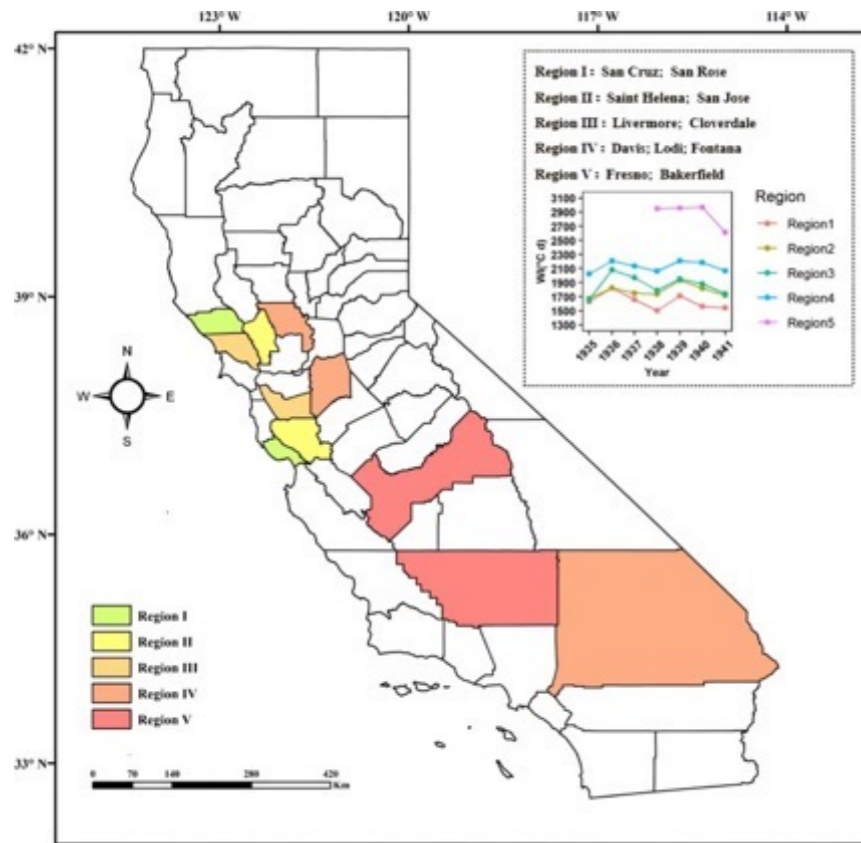 123° W 120° W 117° W 114° W
42° N
39° N
36° N
33° N
Region I : San Cruz; San Rose
Region II : Saint Helena; San Jose
Region III : Livermore; Cloverdale
Region IV : Davis; Lodi; Fontana
Region V : Fresno; Bakerfield
3100
2900
2700
2500
2300
2100
1900
1700
1500
1300
WI(°C d)
1935 1936 1937 1938 1939 1940 1941
Year
Region
Region1
Region2
Region3
Region4
Region5
N
W E
S
Region I
Region II
Region III
Region IV
Region V
0 70 140 280 420
Km